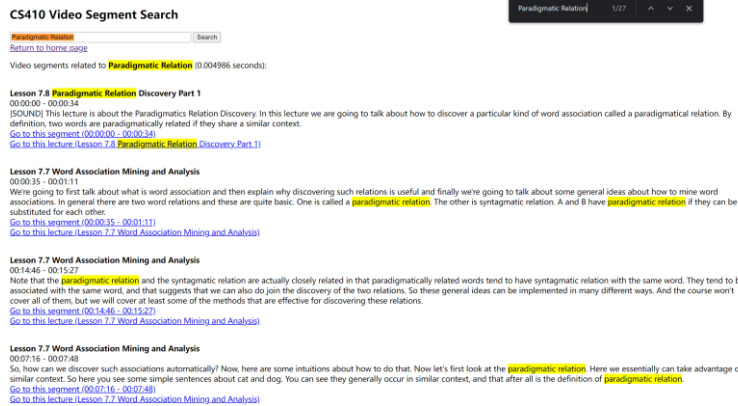 CS410 Video Segment Search
Paradigmatic Relation 1/27
Paradigmatic Relation Search
Return to home page
Video segments related to Paradigmatic Relation (0.004986 seconds):
Lesson 7.8 Paradigmatic Relation Discovery Part 1
00:00:00 - 00:00:34
[SOUND] This lecture is about the Paradigmatics Relation Discovery. In this lecture we are going to talk about how to discover a particular kind of word association called a paradigmatical relation. By
definition, two words are paradigmatically related if they share a similar context.
Go to this segment (00:00:00 - 00:00:34)
Go to this lecture (Lesson 7.8 Paradigmatic Relation Discovery Part 1)
Lesson 7.7 Word Association Mining and Analysis
00:00:35 - 00:01:11
We're going to first talk about what is word association and then explain why discovering such relations is useful and finally we're going to talk about some general ideas about how to mine word
associations. In general there are two word relations and these are quite basic. One is called a paradigmatic relation. The other is syntagmatic relation. A and B have paradigmatic relation if they can be
substituted for each other.
Go to this segment (00:00:35 - 00:01:11)
Go to this lecture (Lesson 7.7 Word Association Mining and Analysis)
Lesson 7.7 Word Association Mining and Analysis
00:14:46 - 00:15:27
Note that the paradigmatic relation and the syntagmatic relation are actually closely related in that paradigmatically related words tend to have syntagmatic relation with the same word. They tend to
associated with the same word, and that suggests that we can also do join the discovery of the two relations. So these general ideas can be implemented in many different ways. And the course won't
cover all of them, but we will cover at least some of the methods that are effective for discovering these relations.
Go to this segment (00:14:46 - 00:15:27)
Go to this lecture (Lesson 7.7 Word Association Mining and Analysis)
Lesson 7.7 Word Association Mining and Analysis
00:07:16 - 00:07:48
So, how can we discover such associations automatically? Now, here are some intuitions about how to do that. Now let's first look at the paradigmatic relation. Here we essentially can take advantage
similar context. So here you see some simple sentences about cat and dog. You can see they generally occur in similar context, and that after all is the definition of paradigmatic relation.
Go to this segment (00:07:16 - 00:07:48)
Go to this lecture (Lesson 7.7 Word Association Mining and Analysis)